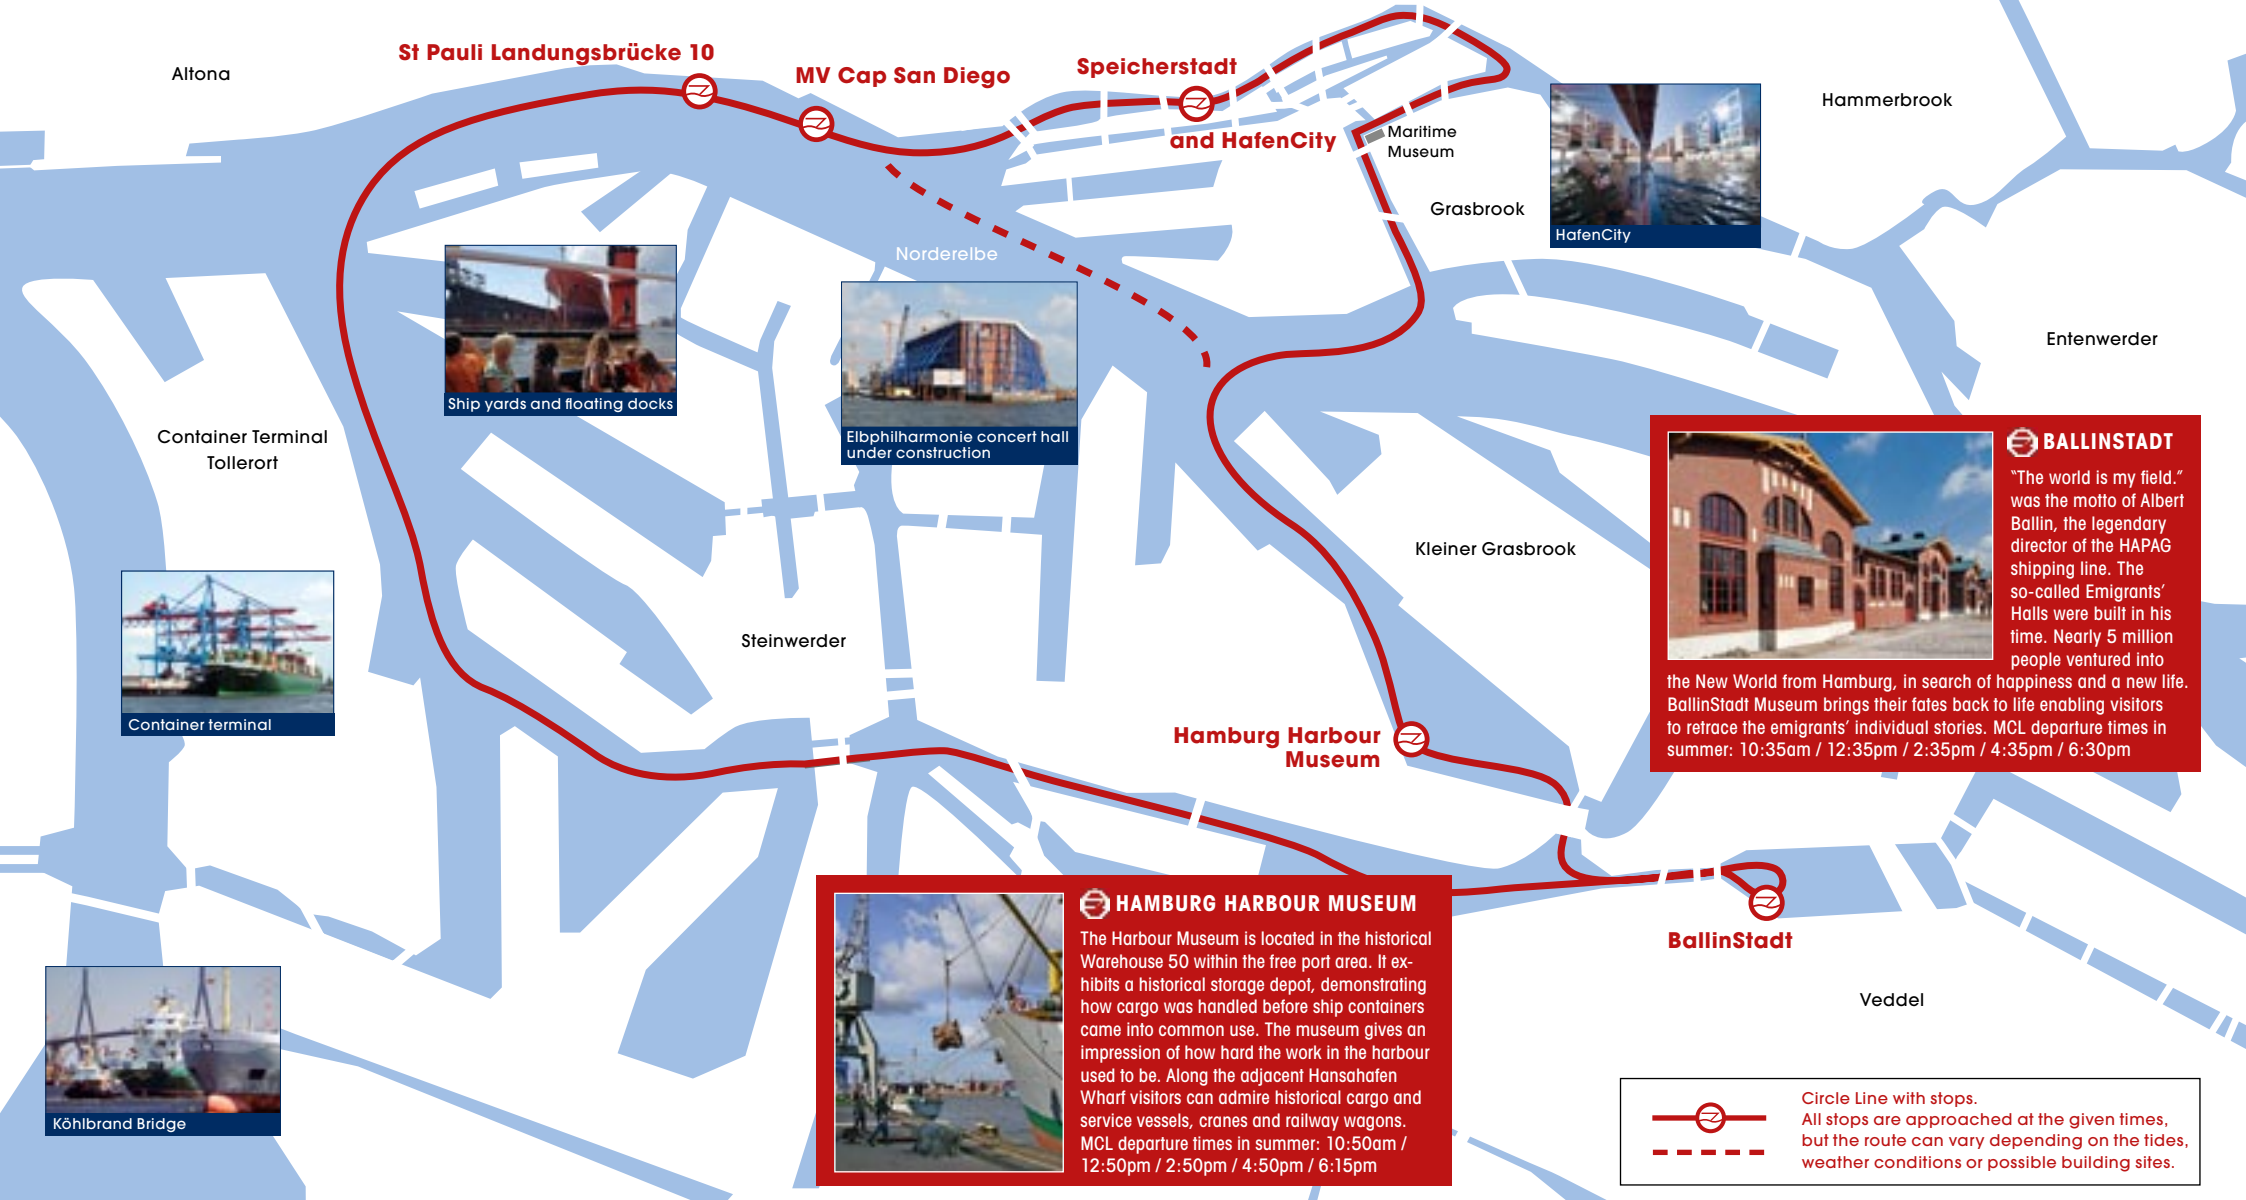 St Pauli Landungsbrücke 10
MV Cap San Diego
Speicherstadt
and HafenCity
Altona
Hammerbrook
Maritime
Museum
Grasbrook
HafenCity
Norderelbe
Entenwerder
Ship yards and floating docks
Elbphilharmonie concert hall
under construction
Container Terminal
Tollerort
Kleiner Grasbrook
Steinwerder
Container terminal
Hamburg Harbour
Museum
BALLINSTADT
“The world is my field.”
was the motto of Albert
Ballin, the legendary
director of the HAPAG
shipping line. The
so-called Emigrants’
Halls were built in his
time. Nearly 5 million
people ventured into
the New World from Hamburg, in search of happiness and a new life.
BallinStadt Museum brings their fates back to life enabling visitors
to retrace the emigrants’ individual stories. MCL departure times in
summer: 10:35am / 12:35pm / 2:35pm / 4:35pm / 6:30pm
HAMBURG HARBOUR MUSEUM
The Harbour Museum is located in the historical
Warehouse 50 within the free port area. It ex-
hibits a historical storage depot, demonstrating
how cargo was handled before ship containers
came into common use. The museum gives an
impression of how hard the work in the harbour
used to be. Along the adjacent Hansahafen
Wharf visitors can admire historical cargo and
service vessels, cranes and railway wagons.
MCL departure times in summer: 10:50am /
12:50pm / 2:50pm / 4:50pm / 6:15pm
BallinStadt
Veddel
Köhlbrand Bridge
Circle Line with stops.
All stops are approached at the given times,
but the route can vary depending on the tides,
weather conditions or possible building sites.